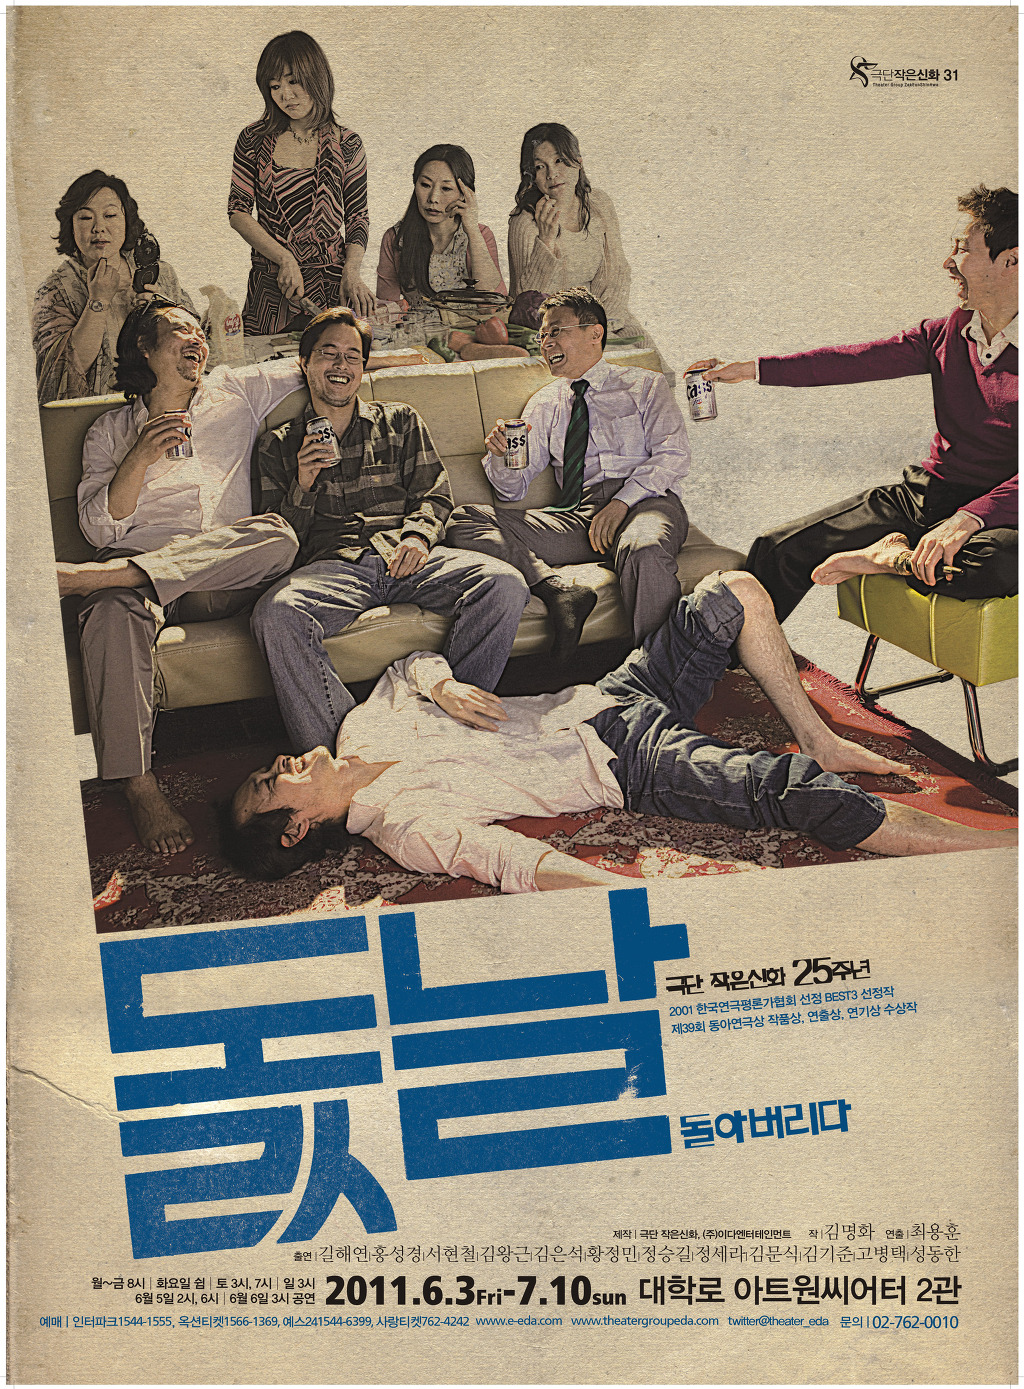 극단작은신화 31
Theater Group ZakEunShinHwa
cass
cass
cass
돐날
극단 작은신화 25주년
2001 한국연극평론가협회 선정 BEST3 선정작
제39회 동아연극상 작품상, 연출상, 연기상 수상작
돌아버리다
제작 | 극단 작은신화, (주)이다엔터테인먼트 작 | 김명화 연출 | 최용훈
출연 | 길해연|홍성경|서현철|김왕근|김은석|황정민|정승길|정세라|김문식|김기준|고병택|성동한
월~금 8시 | 화요일 쉼 | 토 3시, 7시 | 일 3시
6월 5일 2시, 6시 | 6월 6일 3시 공연
2011.6.3Fri-7.10sun 대학로 아트원씨어터 2관
예매 | 인터파크1544-1555, 옥션티켓1566-1369, 예스241544-6399, 사랑티켓762-4242 www.e-eda.com www.theatergroupeda.com twitter@theater_eda 문의 | 02-762-0010